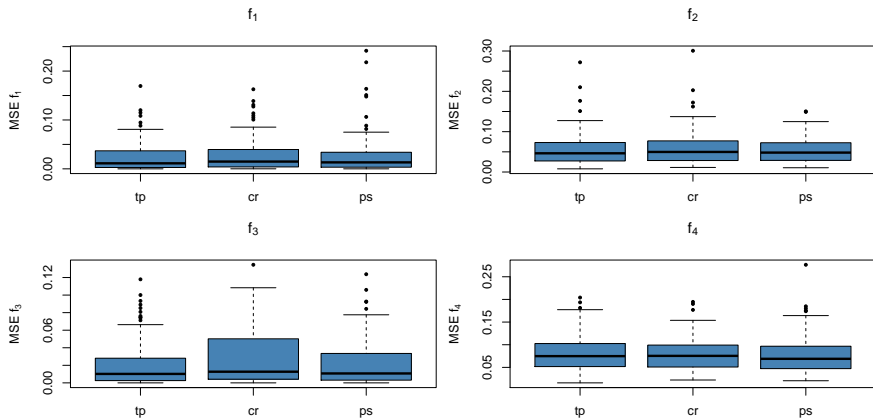 f₁
MSE f₁
0.00 0.10 0.20
tp cr ps
f₂
MSE f₂
0.00 0.10 0.20 0.30
tp cr ps
f₃
MSE f₃
0.00 0.06 0.12
tp cr ps
f₄
MSE f₄
0.05 0.15 0.25
tp cr ps